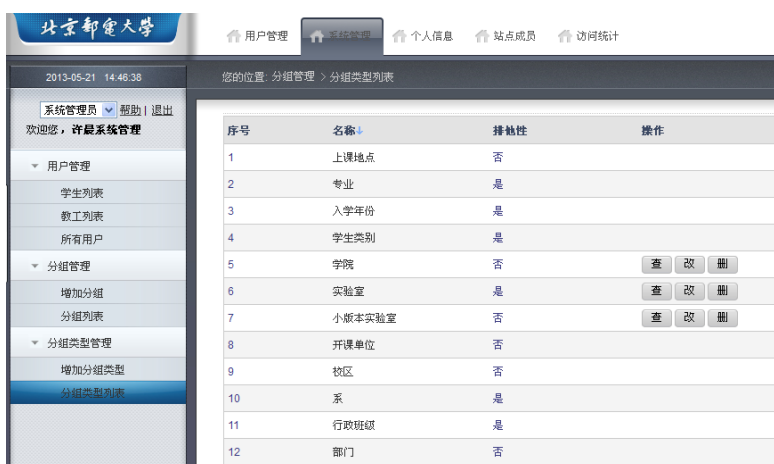 北京邮电大学
用户管理 系统管理 个人信息 站点成员 访问统计
2013-05-21 14:46:38
您的位置: 分组管理 > 分组类型列表
系统管理员 帮助 | 退出
欢迎您，许晨系统管理
用户管理
学生列表
教工列表
所有用户
分组管理
增加分组
分组列表
分组类型管理
增加分组类型
分组类型列表
序号 名称↓ 排他性 操作
1 上课地点 否
2 专业 是
3 入学年份 是
4 学生类别 是
5 学院 否 查 改 删
6 实验室 是 查 改 删
7 小版本实验室 否 查 改 删
8 开课单位 否
9 校区 否
10 系 是
11 行政班级 是
12 部门 否